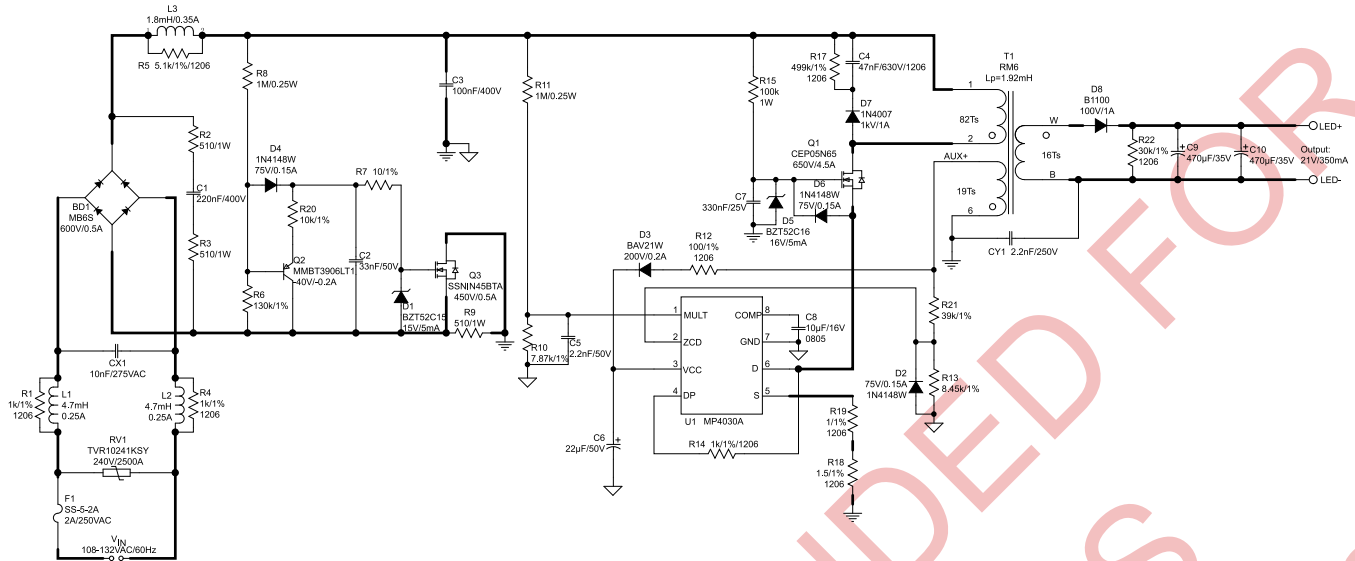 L3
1.8mH/0.35A
R5 5.1k/1%/1206
R8
1M/0.25W
C3
100nF/400V
R11
1M/0.25W
R15
100k
1W
R17
499k/1%
1206
C4
47nF/630V/1206
D7
1N4007
1kV/1A
T1
RM6
Lp=1.92mH
1
82Ts
2
AUX+
19Ts
6
W
16Ts
B
D8
B1100
100V/1A
R22
30k/1%
1206
C9
470μF/35V
C10
470μF/35V
LED+
Output:
21V/350mA
LED-
CY1 2.2nF/250V
R2
510/1W
C1
220nF/400V
R3
510/1W
BD1
MB6S
600V/0.5A
D4
1N4148W
75V/0.15A
R7 10/1%
R20
10k/1%
Q2
MMBT3906LT1
-40V/-0.2A
C2
33nF/50V
R6
130k/1%
D1
BZT52C15
15V/5mA
Q3
SSNIN45BTA
450V/0.5A
R9
510/1W
Q1
CEP05N65
650V/4.5A
D6
1N4148W
75V/0.15A
C7
330nF/25V
D5
BZT52C16
16V/5mA
D3
BAV21W
200V/0.2A
R12
100/1%
1206
R10
7.87k/1%
C5
2.2nF/50V
1 MULT COMP 8
2 ZCD GND 7
3 VCC D 6
4 DP S 5
U1 MP4030A
C8
10μF/16V
0805
R21
39k/1%
D2
75V/0.15A
1N4148W
R13
8.45k/1%
R14 1k/1%/1206
R19
1/1%
1206
R18
1.5/1%
1206
C6
22μF/50V
CX1
10nF/275VAC
R1
1k/1%
1206
L1
4.7mH
0.25A
L2
4.7mH
0.25A
R4
1k/1%
1206
RV1
TVR10241KSY
240V/2500A
F1
SS-5-2A
2A/250VAC
VIN
108-132VAC/60Hz
NDED FOR
S